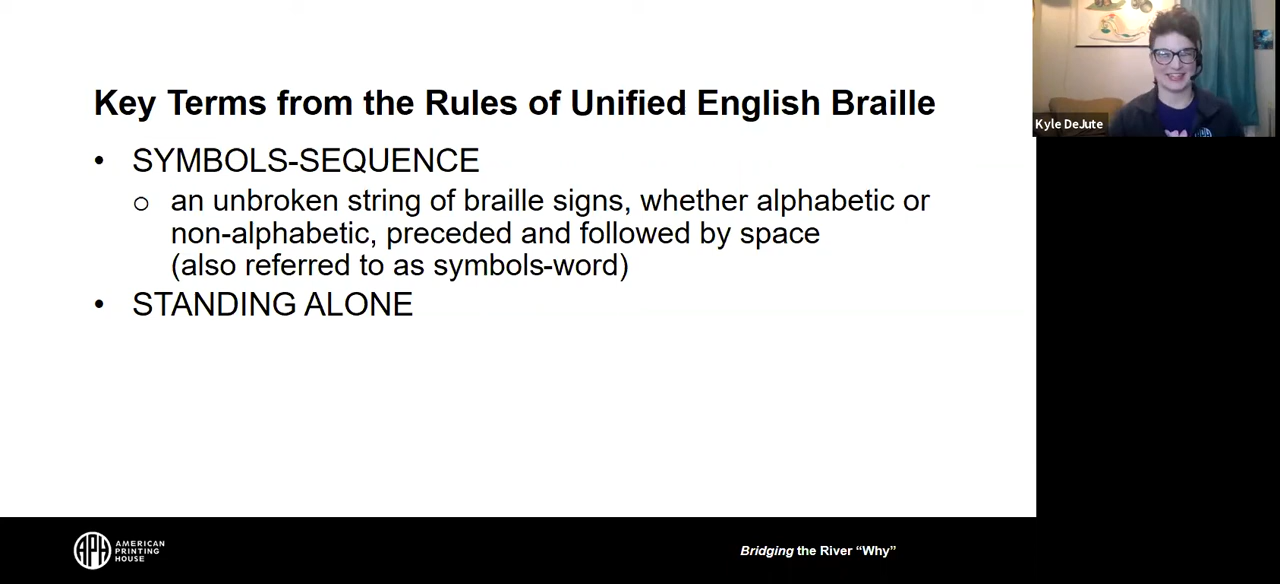 Key Terms from the Rules of Unified English Braille
• SYMBOLS-SEQUENCE
o an unbroken string of braille signs, whether alphabetic or
non-alphabetic, preceded and followed by space
(also referred to as symbols-word)
• STANDING ALONE
Kyle DeJute
APH AMERICAN
PRINTING
HOUSE
Bridging the River “Why”